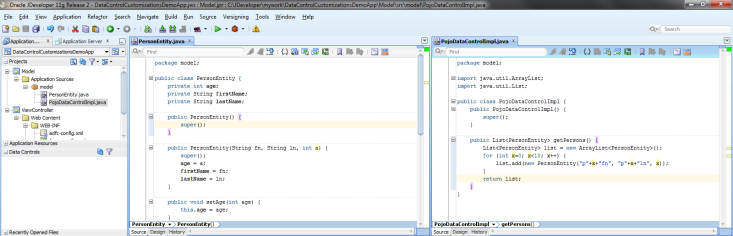 Oracle JDeveloper 11g Release 2 - DataControlCustomizationsDemoApp.jws : Model.jpr : C:\JDeveloper\mywork\DataControlCustomizationsDemoApp\Model\src\model\PojoDataControlImpl.java
File Edit View Application Refactor Search Navigate Build Run Source Versioning Tools Window Help
Search
Application... Application Server
DataControlCustomizationsDemoApp
Projects
Model
Application Sources
model
PersonEntity.java
PojoDataControlImpl.java
ViewController
Web Content
WEB-INF
adfc-config.xml
Application Resources
Data Controls
Recently Opened Files
PersonEntity.java
Find
package model;
public class PersonEntity {
private int age;
private String firstName;
private String lastName;
public PersonEntity() {
super();
}
public PersonEntity(String fn, String ln, int a) {
super();
age = a;
firstName = fn;
lastName = ln;
}
public void setAge(int age) {
this.age = age;
}
PersonEntity PersonEntity()
Source Design History
PojoDataControlImpl.java
Find
package model;
import java.util.ArrayList;
import java.util.List;
public class PojoDataControlImpl {
public PojoDataControlImpl() {
super();
}
public List<PersonEntity> getPersons() {
List<PersonEntity> list = new ArrayList<PersonEntity>();
for (int x=0; x<10; x++) {
list.add(new PersonEntity("p"+x+"fn", "p"+x+"ln", x));
}
return list;
}
}
PojoDataControlImpl getPersons()
Source Design History